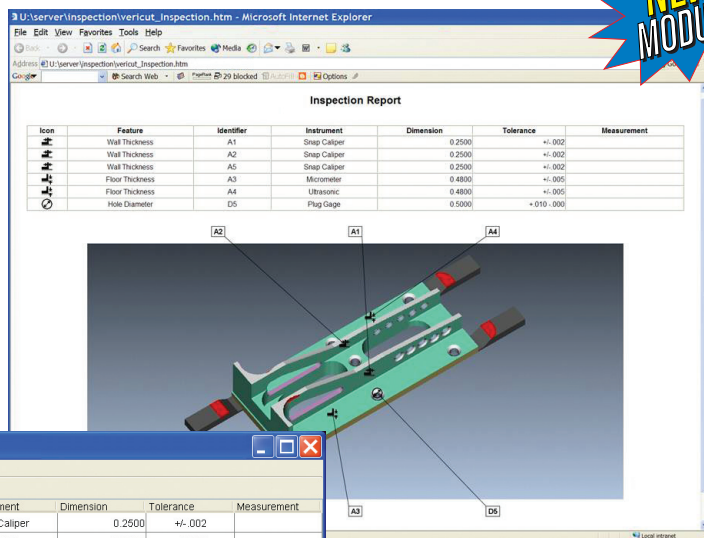 U:\server\inspection\vericut_Inspection.htm - Microsoft Internet Explorer
NEW
MODU
File Edit View Favorites Tools Help
Back Search Favorites Media
Address U:\server\inspection\vericut_Inspection.htm
Google Search Web PageRank 29 blocked AutoFill Options
Inspection Report
Icon Feature Identifier Instrument Dimension Tolerance Measurement
Wall Thickness A1 Snap Caliper 0.2500 +/-.002
Wall Thickness A2 Snap Caliper 0.2500 +/-.002
Wall Thickness A5 Snap Caliper 0.2500 +/-.002
Floor Thickness A3 Micrometer 0.4800 +/-.005
Floor Thickness A4 Ultrasonic 0.4800 +/-.005
Hole Diameter D5 Plug Gage 0.5000 +.010 -.000
A2 A1 A4
A3 D5
ment Dimension Tolerance Measurement
Caliper 0.2500 +/-.002
Local intranet